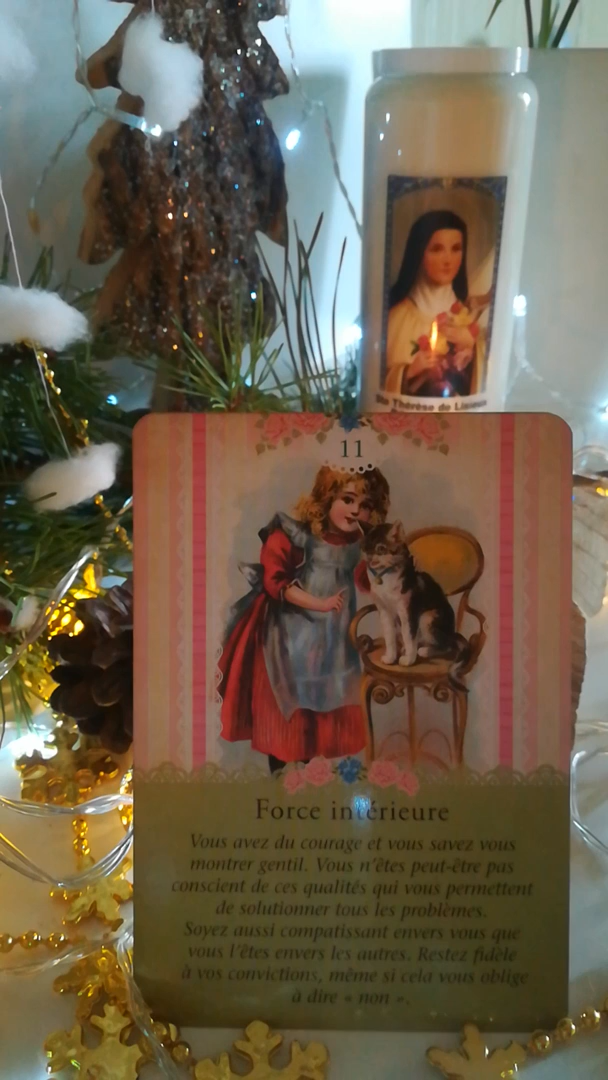 Ste Thérèse de Lisieux
11
Force intérieure
Vous avez du courage et vous savez vous
montrer gentil. Vous n'êtes peut-être pas
conscient de ces qualités qui vous permettent
de solutionner tous les problèmes.
Soyez aussi compatissant envers vous que
vous l'êtes envers les autres. Restez fidèle
à vos convictions, même si cela vous oblige
à dire « non ».